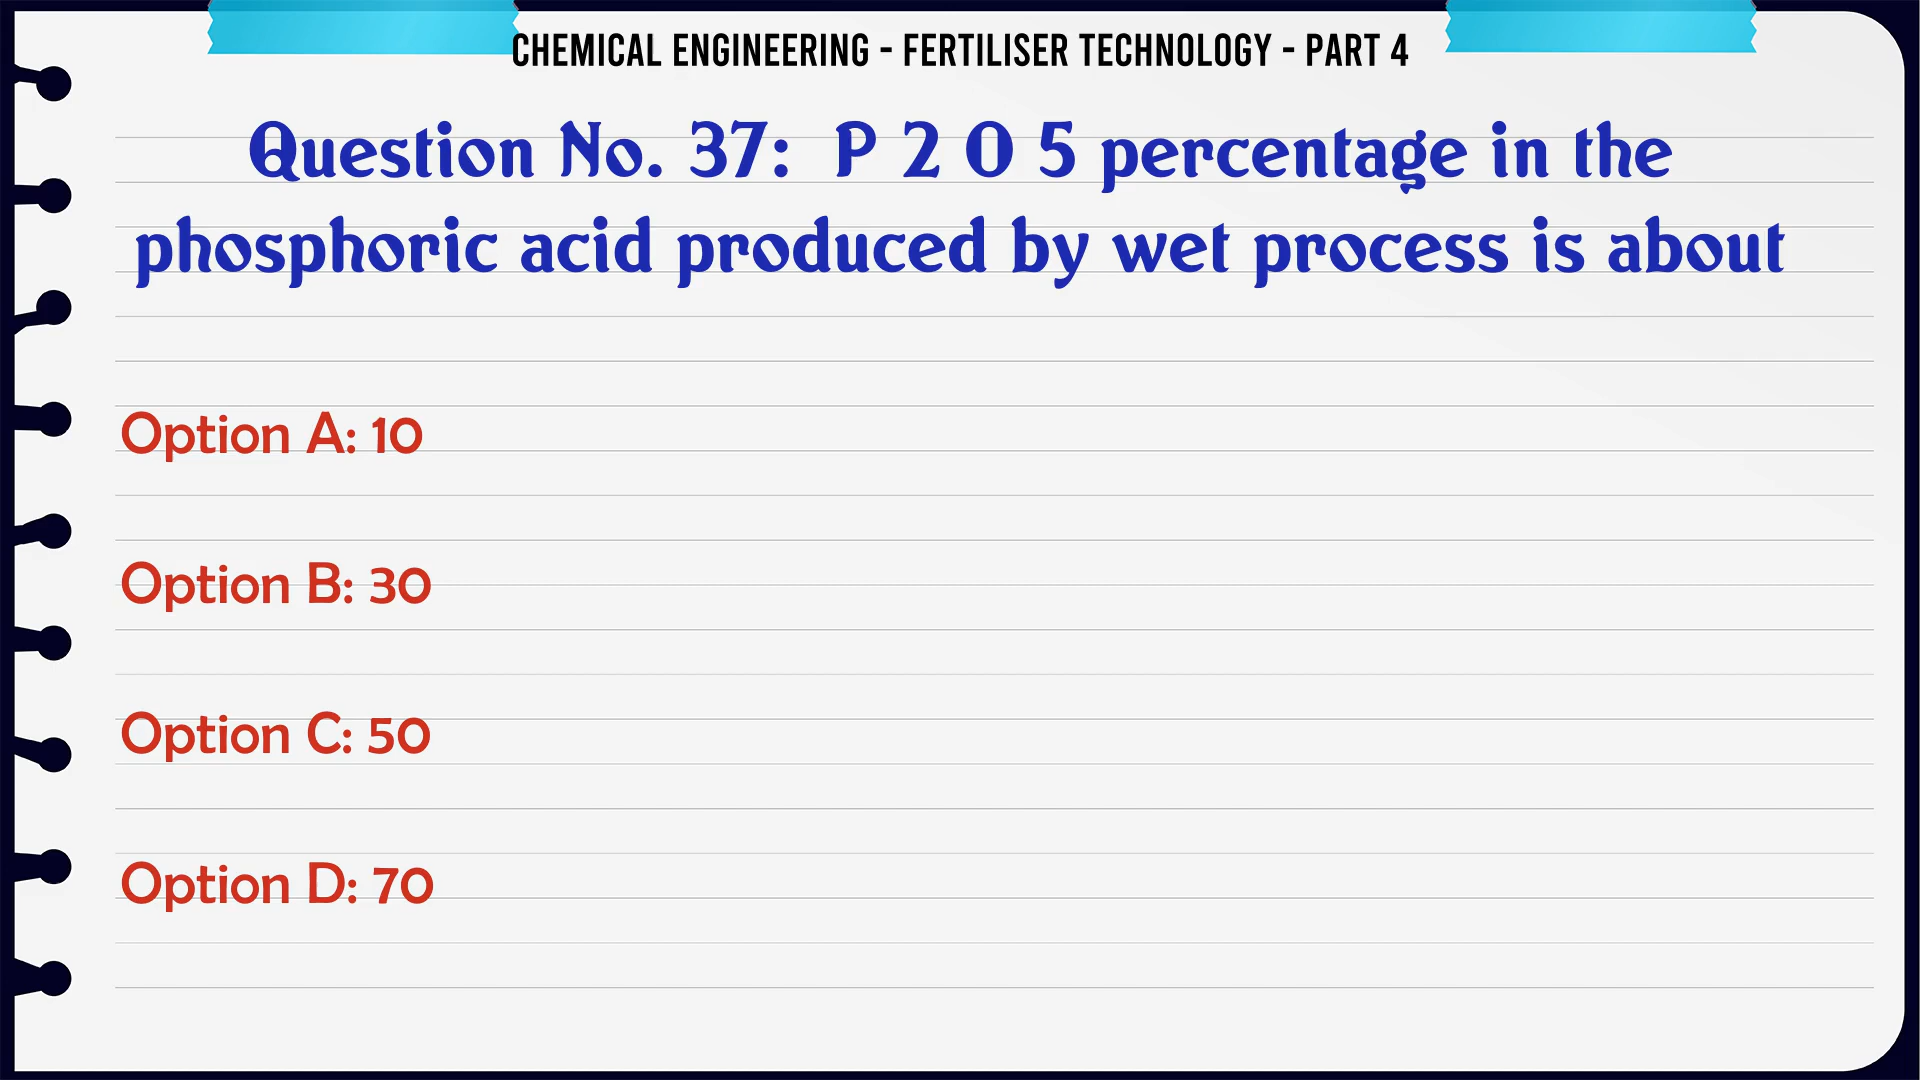 CHEMICAL ENGINEERING - FERTILISER TECHNOLOGY - PART 4
Question No. 37: P 2 O 5 percentage in the
phosphoric acid produced by wet process is about
Option A: 10
Option B: 30
Option C: 50
Option D: 70